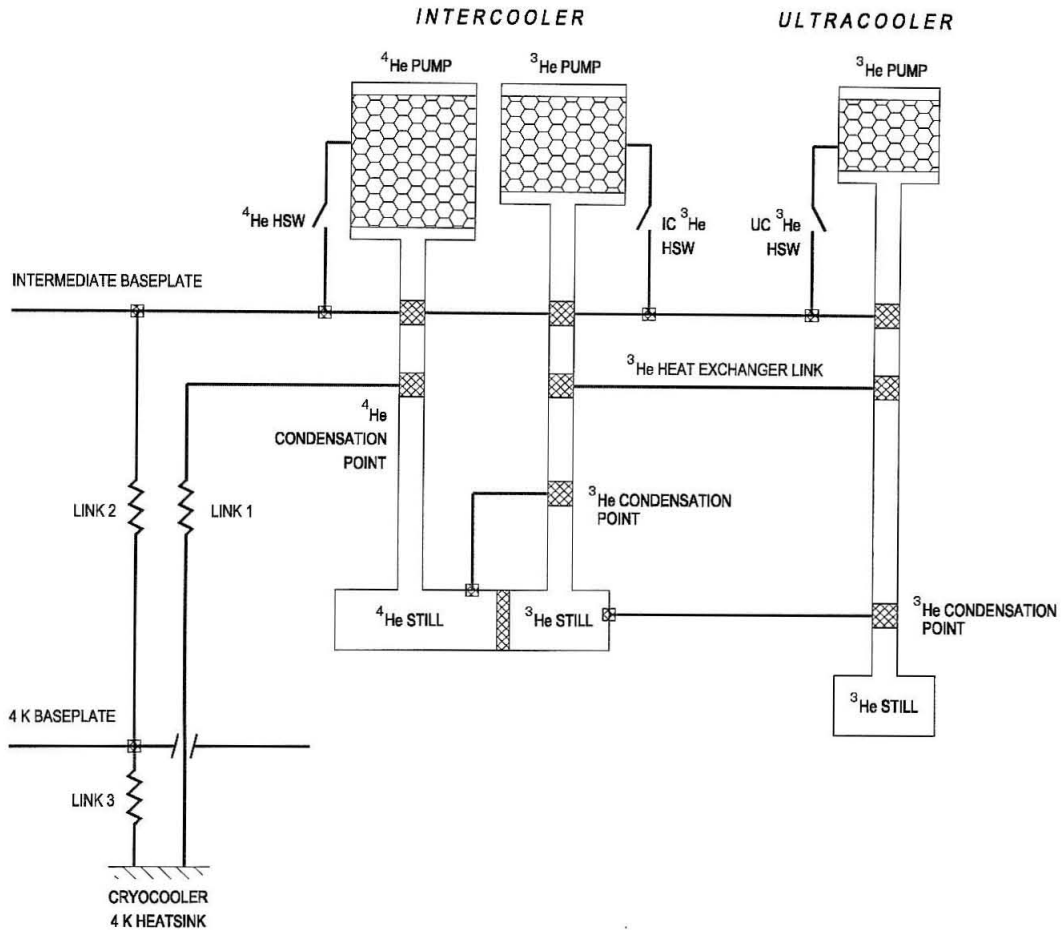 INTERCOOLER
ULTRACOOLER
⁴He PUMP
³He PUMP
³He PUMP
⁴He HSW
IC ³He
HSW
UC ³He
HSW
INTERMEDIATE BASEPLATE
³He HEAT EXCHANGER LINK
⁴He
CONDENSATION
POINT
³He CONDENSATION
POINT
LINK 2
LINK 1
⁴He STILL
³He STILL
³He CONDENSATION
POINT
³He STILL
4 K BASEPLATE
LINK 3
CRYOCOOLER
4 K HEATSINK